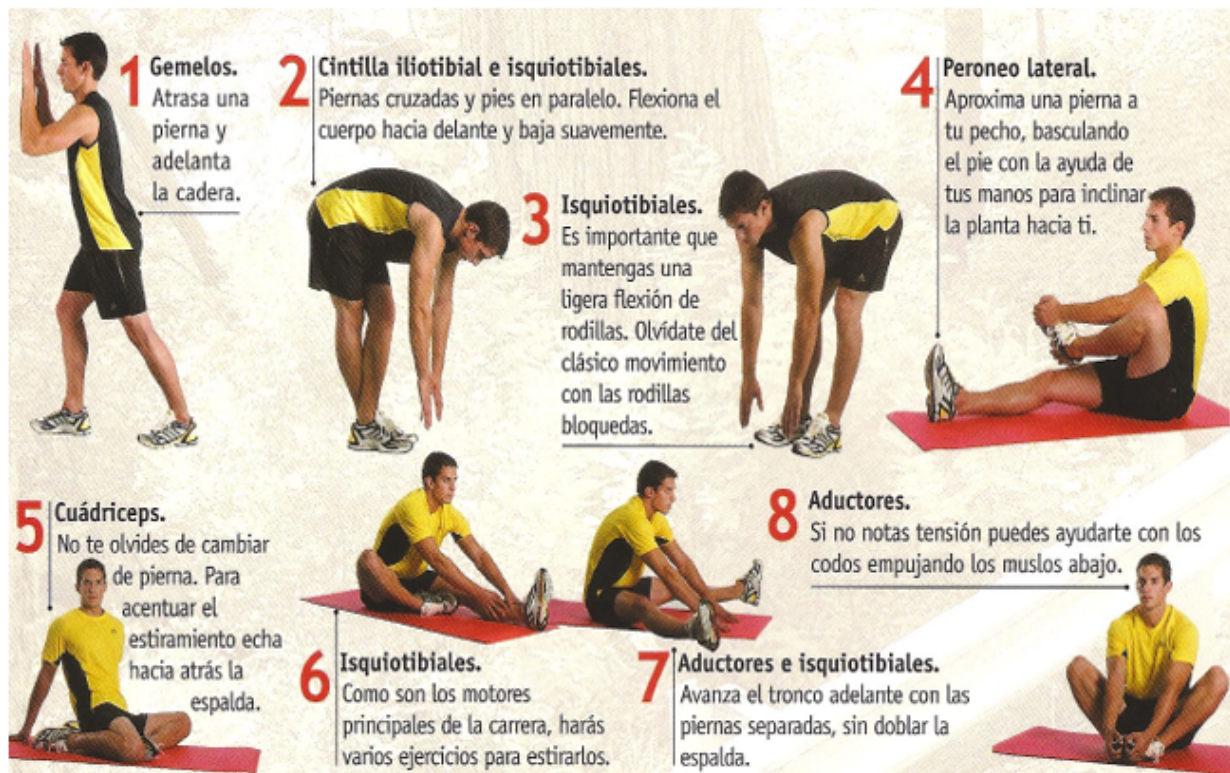 1 Gemelos.
Atrasa una
pierna y
adelanta
la cadera.
2 Cintilla iliotibial e isquiotibiales.
Piernas cruzadas y pies en paralelo. Flexiona el
cuerpo hacia delante y baja suavemente.
3 Isquiotibiales.
Es importante que
mantengas una
ligera flexión de
rodillas. Olvídate del
clásico movimiento
con las rodillas
bloquedas.
4 Peroneo lateral.
Aproxima una pierna a
tu pecho, basculando
el pie con la ayuda de
tus manos para inclinar
la planta hacia ti.
5 Cuádriceps.
No te olvides de cambiar
de pierna. Para
acentuar el
estiramiento echa
hacia atrás la
espalda.
6 Isquiotibiales.
Como son los motores
principales de la carrera, harás
varios ejercicios para estirarlos.
7 Aductores e isquiotibiales.
Avanza el tronco adelante con las
piernas separadas, sin doblar la
espalda.
8 Aductores.
Si no notas tensión puedes ayudarte con los
codos empujando los muslos abajo.